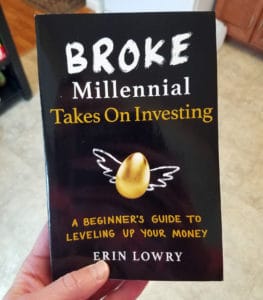 BROKE
Millennial
Takes On Investing
A BEGINNER'S GUIDE TO
LEVELING UP YOUR MONEY
ERIN LOWRY